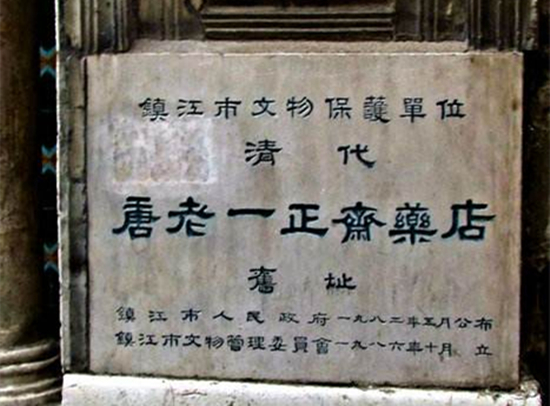 鎮江市文物保護單位
清代
唐老一正齋藥店
舊址
鎮江市人民政府一九八二年五月公布
鎮江市文物管理委員會一九八六年十月立